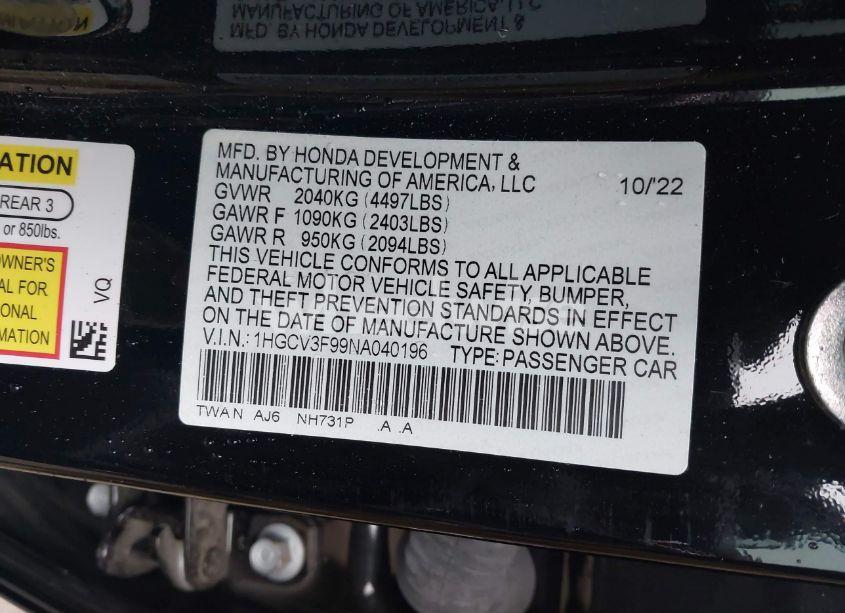 MFD. BY HONDA DEVELOPMENT &
MANUFACTURING OF AMERICA, LLC
10/'22
GVWR 2040KG (4497LBS)
GAWR F 1090KG (2403LBS)
GAWR R 950KG (2094LBS)
THIS VEHICLE CONFORMS TO ALL APPLICABLE
FEDERAL MOTOR VEHICLE SAFETY, BUMPER,
AND THEFT PREVENTION STANDARDS IN EFFECT
ON THE DATE OF MANUFACTURE SHOWN ABOVE.
V.I.N.: 1HGCV3F99NA040196 TYPE: PASSENGER CAR
TWA N AJ6 NH731P .A .A
ATION
REAR 3
or 850lbs.
OWNER'S
AL FOR
ONAL
MATION
VQ
MANUFACTURING OF AMERICA, LLC
MFD. BY HONDA DEVELOPMENT &